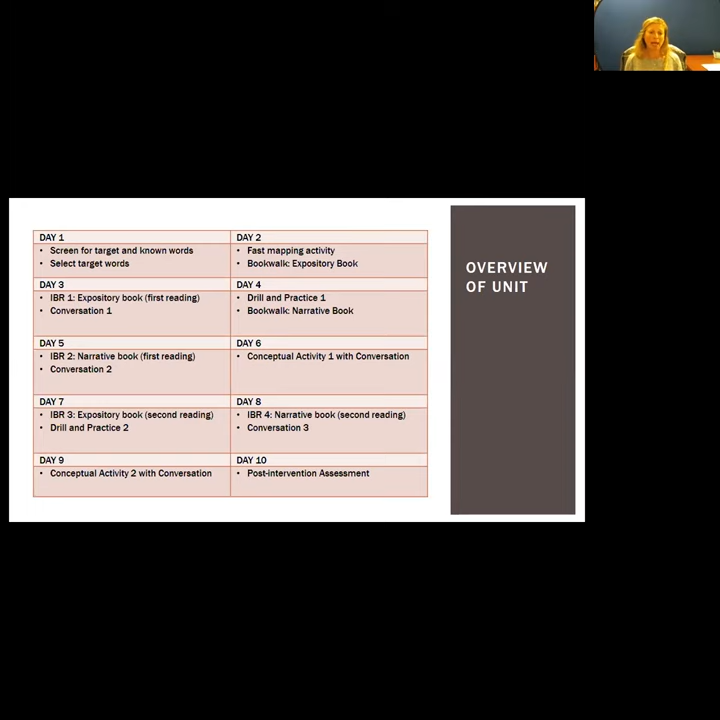 DAY 1
• Screen for target and known words
• Select target words
DAY 2
• Fast mapping activity
• Bookwalk: Expository Book
DAY 3
• IBR 1: Expository book (first reading)
• Conversation 1
DAY 4
• Drill and Practice 1
• Bookwalk: Narrative Book
DAY 5
• IBR 2: Narrative book (first reading)
• Conversation 2
DAY 6
• Conceptual Activity 1 with Conversation
DAY 7
• IBR 3: Expository book (second reading)
• Drill and Practice 2
DAY 8
• IBR 4: Narrative book (second reading)
• Conversation 3
DAY 9
• Conceptual Activity 2 with Conversation
DAY 10
• Post-intervention Assessment
OVERVIEW
OF UNIT